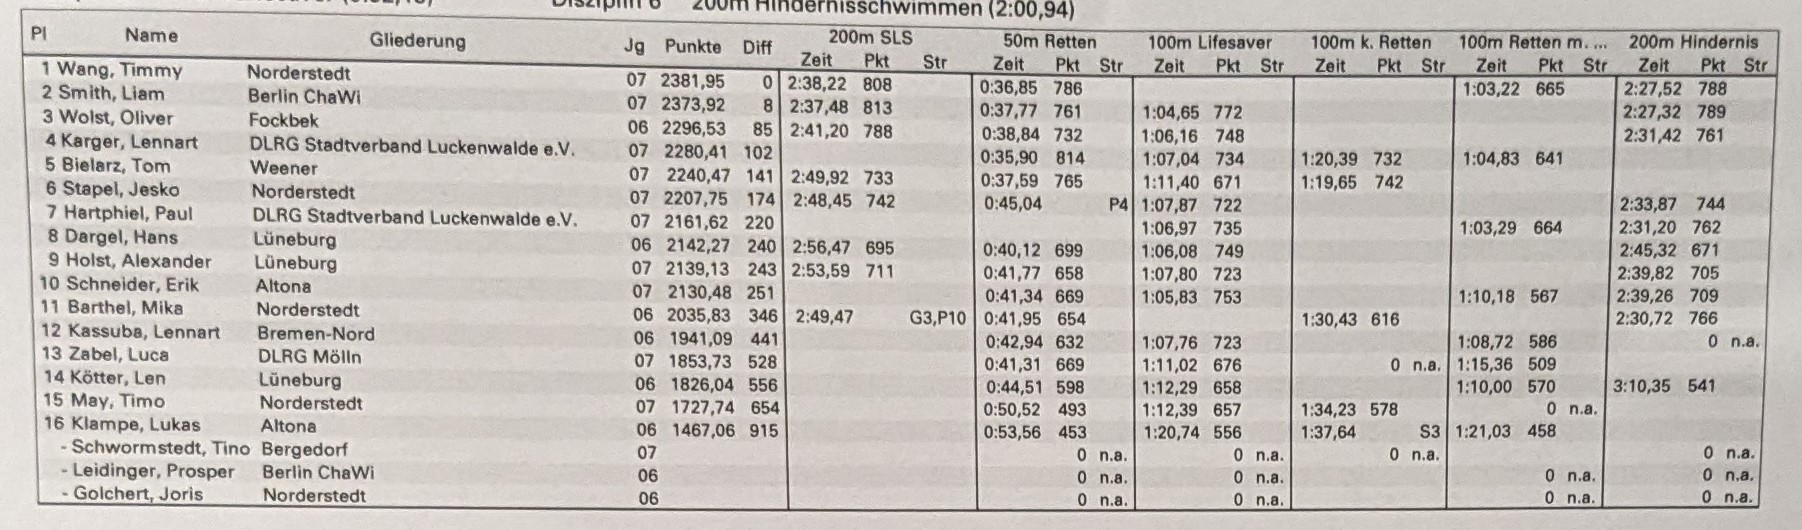 Disziplin 6 200m Hindernisschwimmen (2:00,94)
Pl Name Gliederung Jg Punkte Diff 200m SLS 50m Retten 100m Lifesaver 100m k. Retten 100m Retten m. ... 200m Hindernis
Zeit Pkt Str Zeit Pkt Str Zeit Pkt Str Zeit Pkt Str Zeit Pkt Str Zeit Pkt Str
1 Wang, Timmy Norderstedt 07 2381,95 0 2:38,22 808 0:36,85 786 1:03,22 665 2:27,52 788
2 Smith, Liam Berlin ChaWi 07 2373,92 8 2:37,48 813 0:37,77 761 1:04,65 772 2:27,32 789
3 Wolst, Oliver Fockbek 06 2296,53 85 2:41,20 788 0:38,84 732 1:06,16 748 2:31,42 761
4 Karger, Lennart DLRG Stadtverband Luckenwalde e.V. 07 2280,41 102 0:35,90 814 1:07,04 734 1:20,39 732 1:04,83 641
5 Bielarz, Tom Weener 07 2240,47 141 2:49,92 733 0:37,59 765 1:11,40 671 1:19,65 742
6 Stapel, Jesko Norderstedt 07 2207,75 174 2:48,45 742 0:45,04 P4 1:07,87 722 2:33,87 744
7 Hartphiel, Paul DLRG Stadtverband Luckenwalde e.V. 07 2161,62 220 1:06,97 735 1:03,29 664 2:31,20 762
8 Dargel, Hans Lüneburg 06 2142,27 240 2:56,47 695 0:40,12 699 1:06,08 749 2:45,32 671
9 Holst, Alexander Lüneburg 07 2139,13 243 2:53,59 711 0:41,77 658 1:07,80 723 2:39,82 705
10 Schneider, Erik Altona 07 2130,48 251 0:41,34 669 1:05,83 753 1:10,18 567 2:39,26 709
11 Barthel, Mika Norderstedt 06 2035,83 346 2:49,47 G3,P10 0:41,95 654 1:30,43 616 2:30,72 766
12 Kassuba, Lennart Bremen-Nord 06 1941,09 441 0:42,94 632 1:07,76 723 1:08,72 586 0 n.a.
13 Zabel, Luca DLRG Mölln 07 1853,73 528 0:41,31 669 1:11,02 676 0 n.a. 1:15,36 509
14 Kötter, Len Lüneburg 06 1826,04 556 0:44,51 598 1:12,29 658 1:10,00 570 3:10,35 541
15 May, Timo Norderstedt 07 1727,74 654 0:50,52 493 1:12,39 657 1:34,23 578 0 n.a.
16 Klampe, Lukas Altona 06 1467,06 915 0:53,56 453 1:20,74 556 1:37,64 S3 1:21,03 458
- Schwormstedt, Tino Bergedorf 07 0 n.a. 0 n.a. 0 n.a. 0 n.a.
- Leidinger, Prosper Berlin ChaWi 06 0 n.a. 0 n.a. 0 n.a. 0 n.a.
- Golchert, Joris Norderstedt 06 0 n.a. 0 n.a. 0 n.a. 0 n.a.